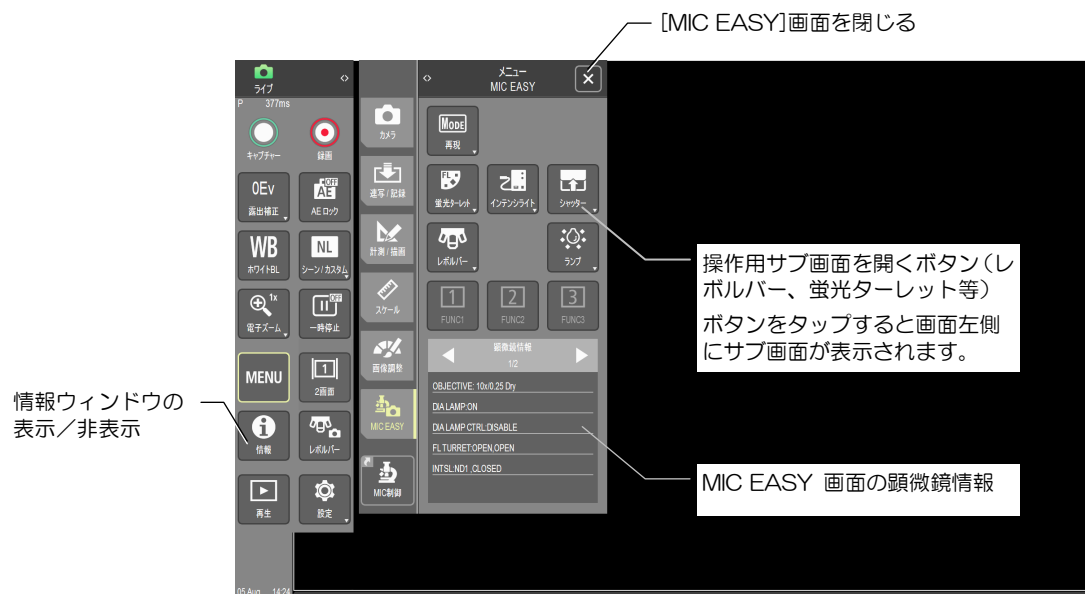 [MIC EASY]画面を閉じる
ライブ
P 377ms
キャプチャー
録画
0Ev
露出補正
OFF
AE
AE ロック
WB
ホワイトBL
NL
シーン/カスタム
1x
電子ズーム
OFF
一時停止
MENU
1
2画面
情報
レボルバー
再生
設定
05 Aug 14:24
カメラ
連写/記録
計測/描画
スケール
画像調整
MIC EASY
MIC制御
メニュー
MIC EASY
MODE
再現
FL
蛍光ターレット
インテンシライト
シャッター
レボルバー
ランプ
1
FUNC1
2
FUNC2
3
FUNC3
顕微鏡情報
1/2
OBJECTIVE: 10x/0.25 Dry
DIA LAMP:ON
DIA LAMP CTRL:DISABLE
FL TURRET:OPEN,OPEN
INTSL:ND1 ,CLOSED
操作用サブ画面を開くボタン(レ
ボルバー、蛍光ターレット等)
ボタンをタップすると画面左側
にサブ画面が表示されます。
情報ウィンドウの
表示/非表示
MIC EASY 画面の顕微鏡情報